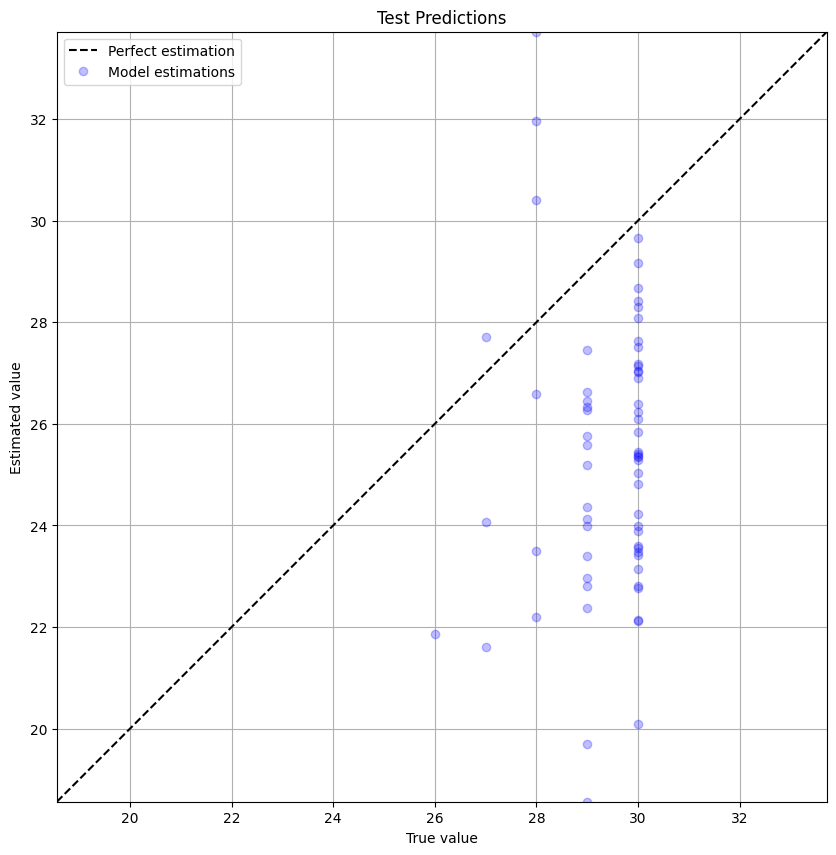 Test Predictions
Perfect estimation
Model estimations
32
30
28
26
24
22
20
Estimated value
20 22 24 26 28 30 32
True value